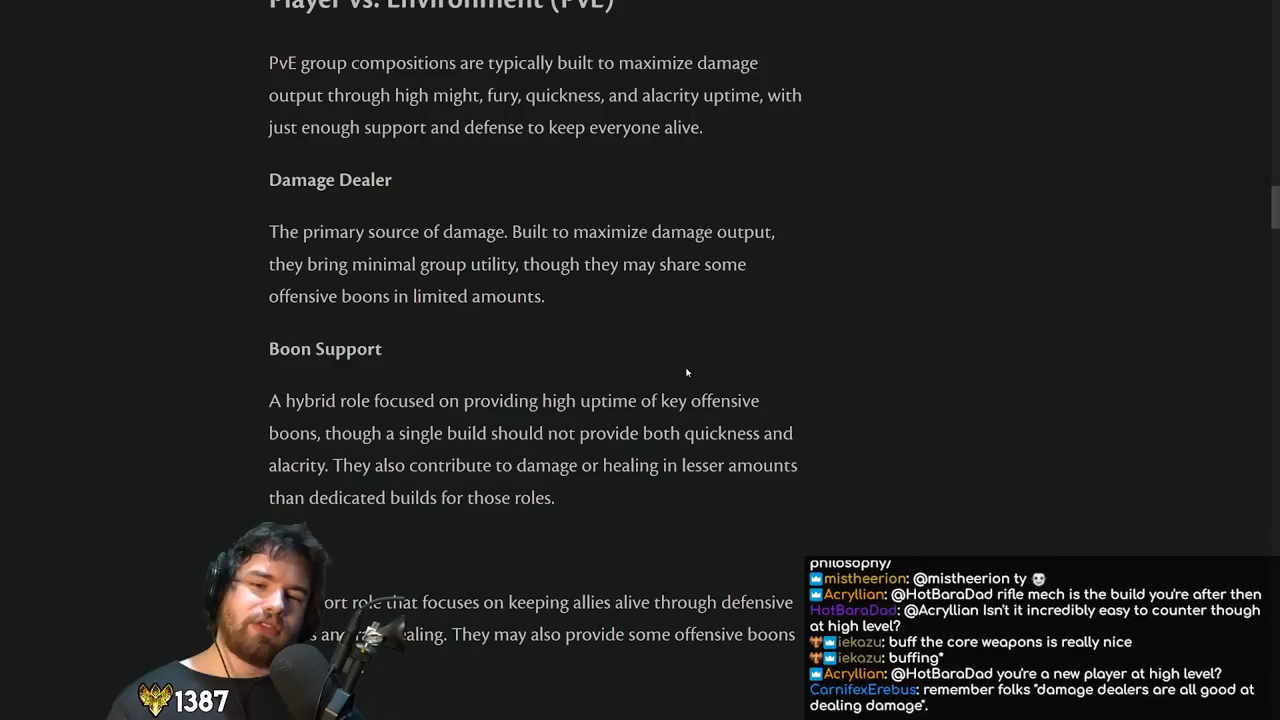 Player vs. Environment (PvE)
PvE group compositions are typically built to maximize damage
output through high might, fury, quickness, and alacrity uptime, with
just enough support and defense to keep everyone alive.
Damage Dealer
The primary source of damage. Built to maximize damage output,
they bring minimal group utility, though they may share some
offensive boons in limited amounts.
Boon Support
A hybrid role focused on providing high uptime of key offensive
boons, though a single build should not provide both quickness and
alacrity. They also contribute to damage or healing in lesser amounts
than dedicated builds for those roles.
ort role that focuses on keeping allies alive through defensive
ealing. They may also provide some offensive boons
1387
philosophy/
mistheerion: @mistheerion ty
Acryllian: @HotBaraDad rifle mech is the build you're after then
HotBaraDad: @Acryllian Isn't it incredibly easy to counter though
at high level?
iekazu: buff the core weapons is really nice
iekazu: buffing*
Acryllian: @HotBaraDad you're a new player at high level?
CarnifexErebus: remember folks "damage dealers are all good at
dealing damage".